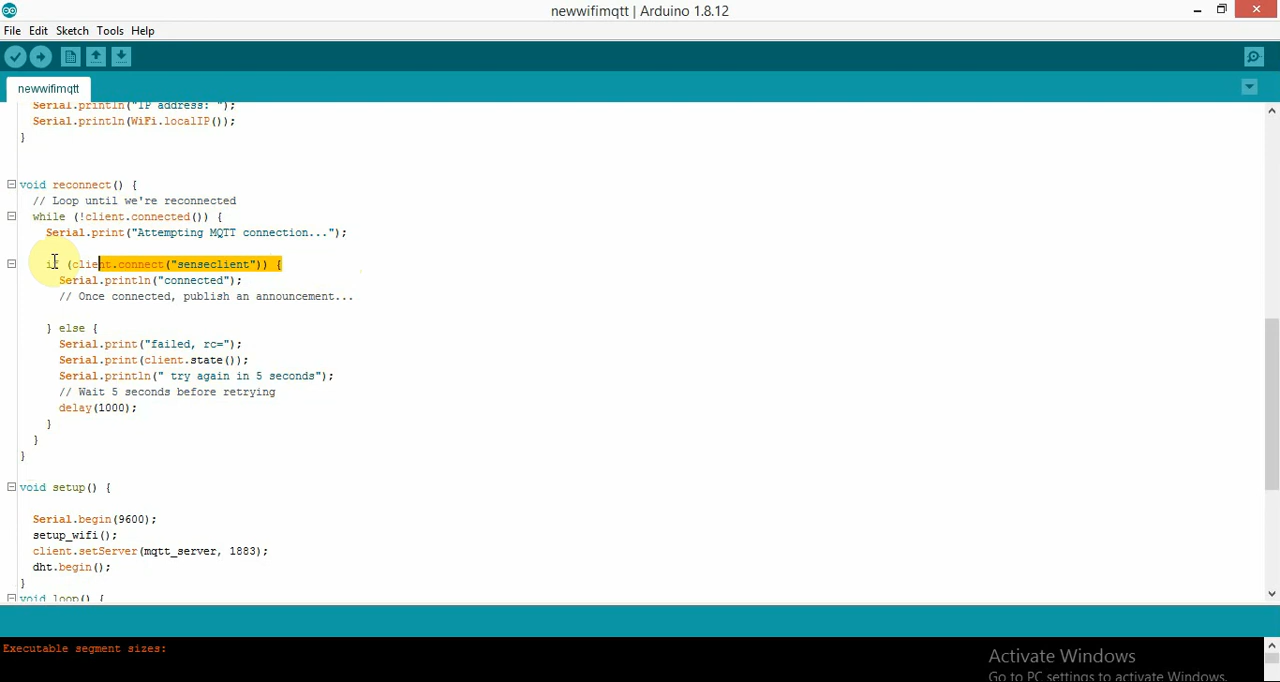 newwifimqtt | Arduino 1.8.12
File Edit Sketch Tools Help
newwifimqtt
Serial.println("IP address: ");
Serial.println(WiFi.localIP());
}
void reconnect() {
// Loop until we're reconnected
while (!client.connected()) {
Serial.print("Attempting MQTT connection...");
if (client.connect("senseclient")) {
Serial.println("connected");
// Once connected, publish an announcement...
} else {
Serial.print("failed, rc=");
Serial.print(client.state());
Serial.println(" try again in 5 seconds");
// Wait 5 seconds before retrying
delay(1000);
}
}
}
void setup() {
Serial.begin(9600);
setup_wifi();
client.setServer(mqtt_server, 1883);
dht.begin();
}
void loop() {
Executable segment sizes:
Activate Windows
Go to PC settings to activate Windows.